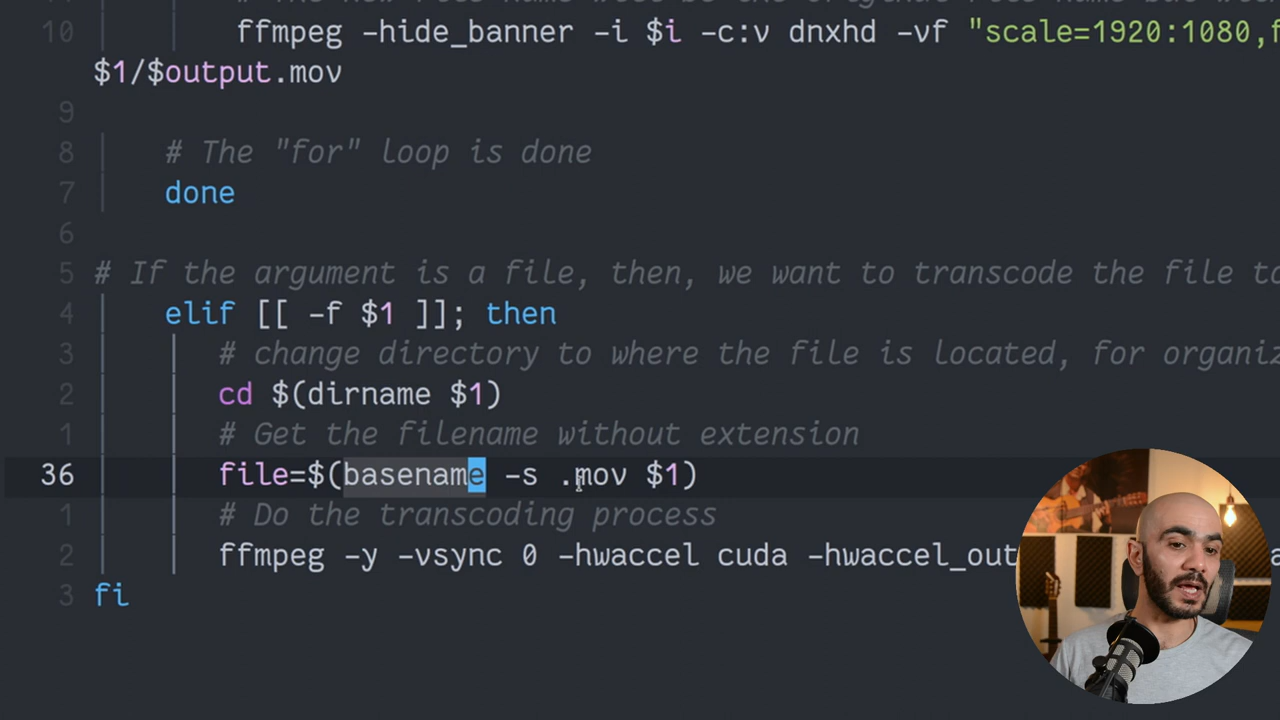 10 ffmpeg -hide_banner -i $i -c:v dnxhd -vf "scale=1920:1080,f
$1/$output.mov
9
8 # The "for" loop is done
7 done
6
5 # If the argument is a file, then, we want to transcode the file to
4 elif [[ -f $1 ]]; then
3 # change directory to where the file is located, for organiz
2 cd $(dirname $1)
1 # Get the filename without extension
36 file=$(basename -s .mov $1)
1 # Do the transcoding process
2 ffmpeg -y -vsync 0 -hwaccel cuda -hwaccel_out
3 fi